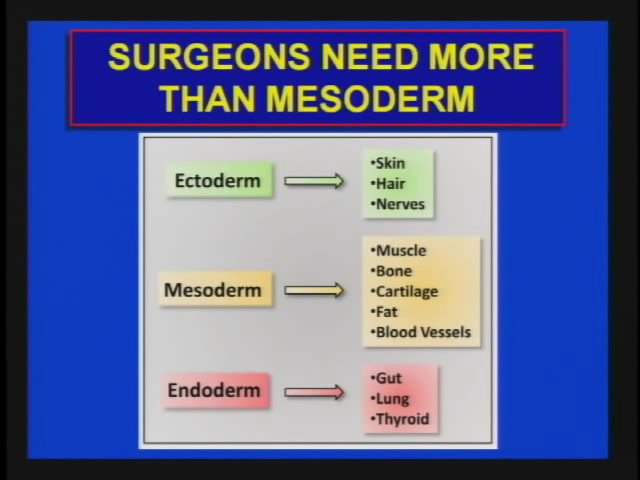 SURGEONS NEED MORE
THAN MESODERM
Ectoderm
•Skin
•Hair
•Nerves
Mesoderm
•Muscle
•Bone
•Cartilage
•Fat
•Blood Vessels
Endoderm
•Gut
•Lung
•Thyroid